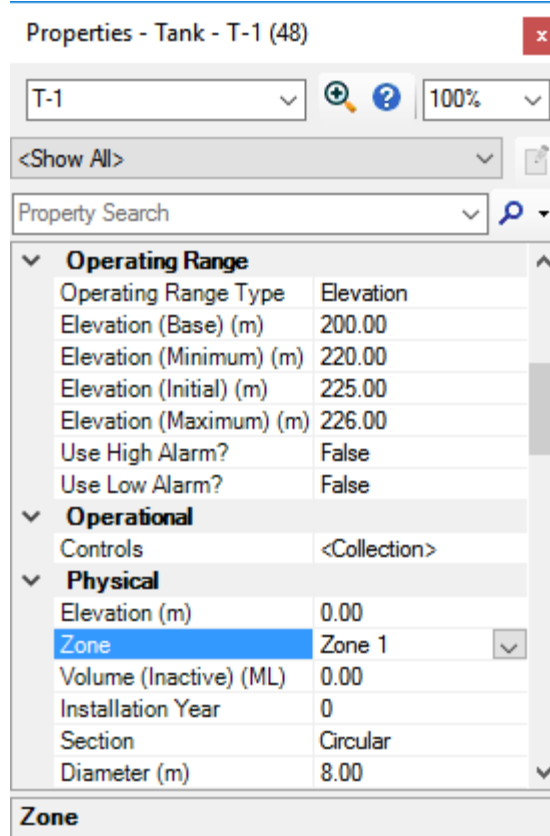 Properties - Tank - T-1 (48)
x
T-1
100%
<Show All>
Property Search
Operating Range
Operating Range Type Elevation
Elevation (Base) (m) 200.00
Elevation (Minimum) (m) 220.00
Elevation (Initial) (m) 225.00
Elevation (Maximum) (m) 226.00
Use High Alarm? False
Use Low Alarm? False
Operational
Controls <Collection>
Physical
Elevation (m) 0.00
Zone Zone 1
Volume (Inactive) (ML) 0.00
Installation Year 0
Section Circular
Diameter (m) 8.00
Zone